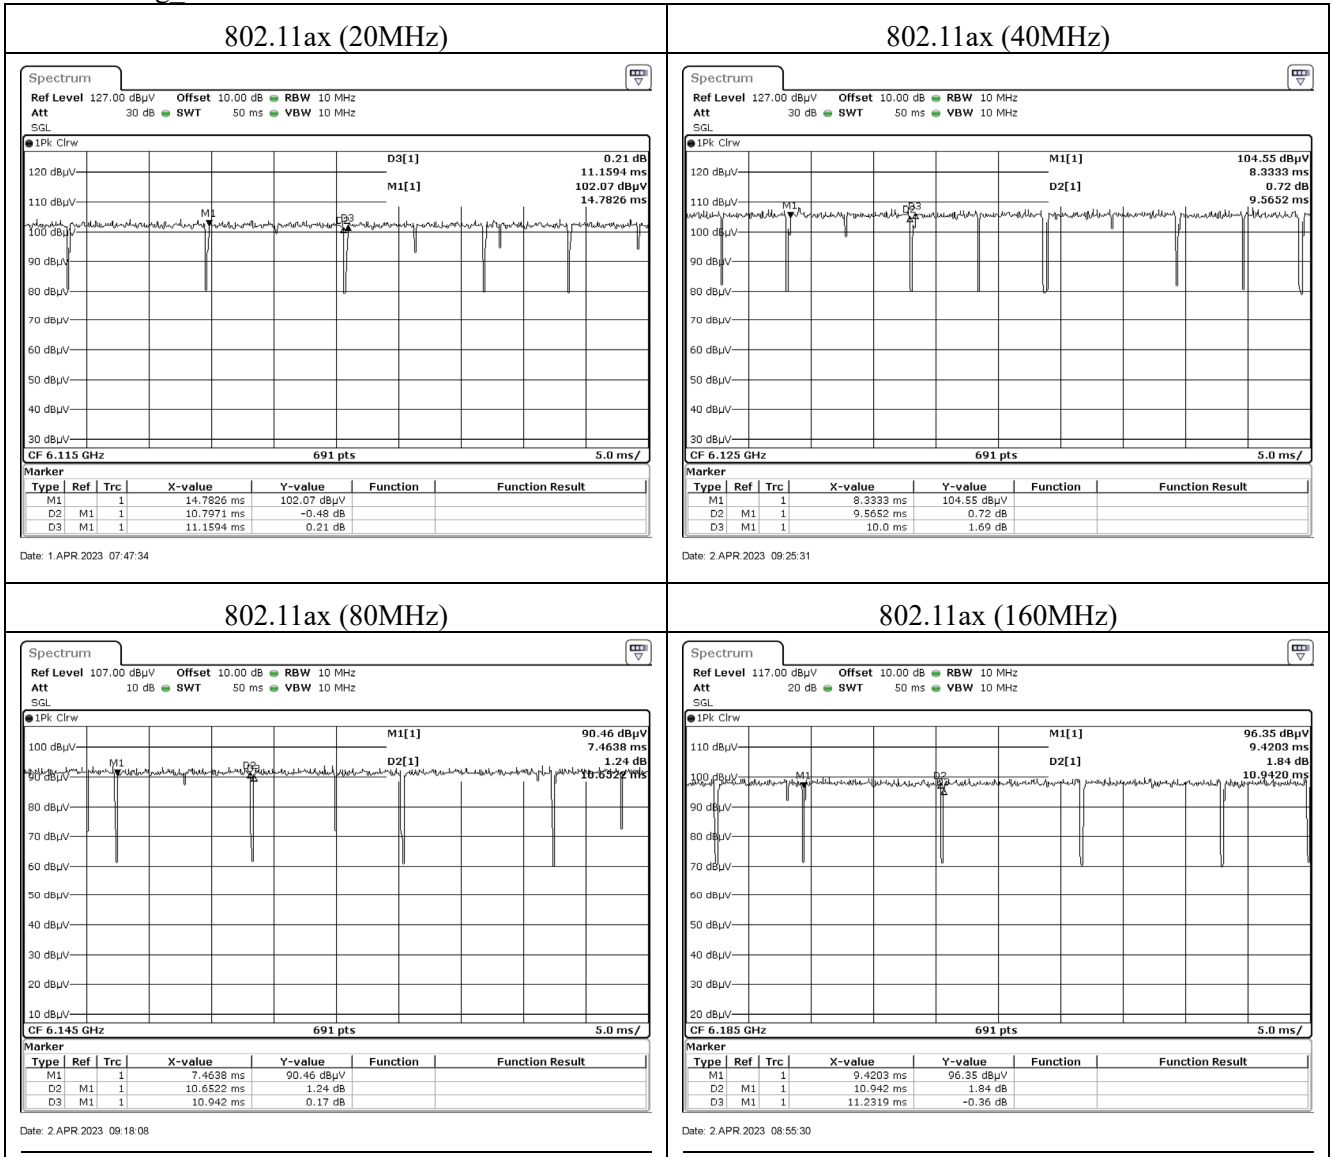 802.11ax (20MHz)
802.11ax (40MHz)
Spectrum
Ref Level 127.00 dBµV Offset 10.00 dB RBW 10 MHz
Att 30 dB SWT 50 ms VBW 10 MHz
SGL
1Pk Clrw
D3[1] 0.21 dB
11.1594 ms
M1[1] 102.07 dBµV
14.7826 ms
120 dBµV
110 dBµV
M1
D3
100 dBµV
90 dBµV
80 dBµV
70 dBµV
60 dBµV
50 dBµV
40 dBµV
30 dBµV
CF 6.115 GHz 691 pts 5.0 ms/
Marker
Type Ref Trc X-value Y-value Function Function Result
M1 1 14.7826 ms 102.07 dBµV
D2 M1 1 10.7971 ms -0.48 dB
D3 M1 1 11.1594 ms 0.21 dB
Date: 1.APR.2023 07:47:34
Spectrum
Ref Level 127.00 dBµV Offset 10.00 dB RBW 10 MHz
Att 30 dB SWT 50 ms VBW 10 MHz
SGL
1Pk Clrw
M1[1] 104.55 dBµV
8.3333 ms
D2[1] 0.72 dB
9.5652 ms
120 dBµV
110 dBµV
M1
D3
D2
100 dBµV
90 dBµV
80 dBµV
70 dBµV
60 dBµV
50 dBµV
40 dBµV
30 dBµV
CF 6.125 GHz 691 pts 5.0 ms/
Marker
Type Ref Trc X-value Y-value Function Function Result
M1 1 8.3333 ms 104.55 dBµV
D2 M1 1 9.5652 ms 0.72 dB
D3 M1 1 10.0 ms 1.69 dB
Date: 2.APR.2023 09:25:31
802.11ax (80MHz)
802.11ax (160MHz)
Spectrum
Ref Level 107.00 dBµV Offset 10.00 dB RBW 10 MHz
Att 10 dB SWT 50 ms VBW 10 MHz
SGL
1Pk Clrw
M1[1] 90.46 dBµV
7.4638 ms
D2[1] 1.24 dB
10.6522 ms
100 dBµV
M1
D2
90 dBµV
80 dBµV
70 dBµV
60 dBµV
50 dBµV
40 dBµV
30 dBµV
20 dBµV
10 dBµV
CF 6.145 GHz 691 pts 5.0 ms/
Marker
Type Ref Trc X-value Y-value Function Function Result
M1 1 7.4638 ms 90.46 dBµV
D2 M1 1 10.6522 ms 1.24 dB
D3 M1 1 10.942 ms 0.17 dB
Date: 2.APR.2023 09:18:08
Spectrum
Ref Level 117.00 dBµV Offset 10.00 dB RBW 10 MHz
Att 20 dB SWT 50 ms VBW 10 MHz
SGL
1Pk Clrw
M1[1] 96.35 dBµV
9.4203 ms
D2[1] 1.84 dB
10.9420 ms
110 dBµV
100 dBµV
M1
D2
90 dBµV
80 dBµV
70 dBµV
60 dBµV
50 dBµV
40 dBµV
30 dBµV
20 dBµV
CF 6.185 GHz 691 pts 5.0 ms/
Marker
Type Ref Trc X-value Y-value Function Function Result
M1 1 9.4203 ms 96.35 dBµV
D2 M1 1 10.942 ms 1.84 dB
D3 M1 1 11.2319 ms -0.36 dB
Date: 2.APR.2023 08:55:30